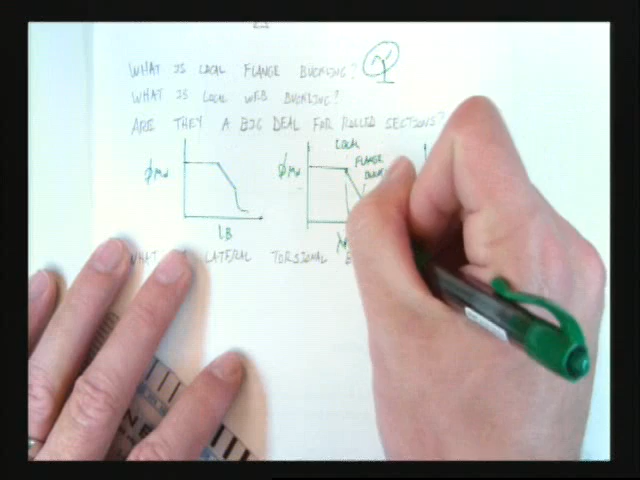 WHAT IS LOCAL FLANGE BUCKLING?
WHAT IS LOCAL WEB BUCKLING?
ARE THEY A BIG DEAL FOR ROLLED SECTIONS?
LOCAL
FLANGE
ϕMn
ϕMn
LB
WHAT LATERAL TORSIONAL